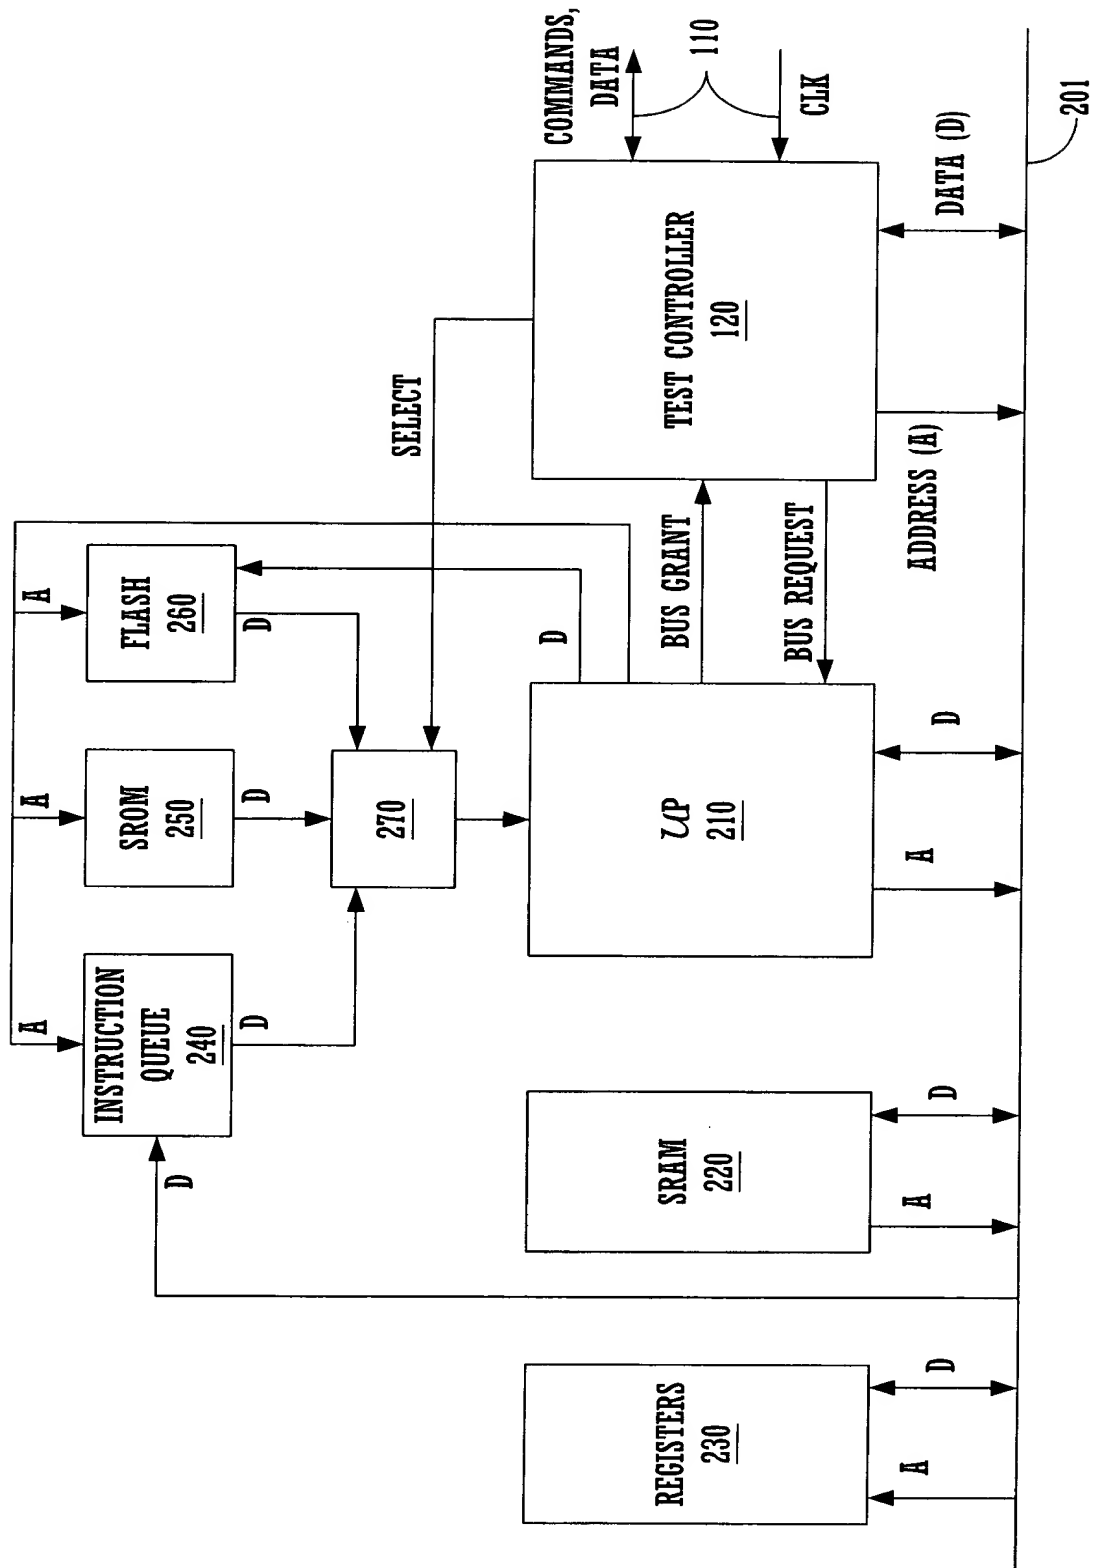 COMMANDS,
DATA
110
CLK
TEST CONTROLLER
120
DATA (D)
201
ADDRESS (A)
SELECT
BUS GRANT
BUS REQUEST
A
FLASH
260
D
D
A
SROM
250
D
A
INSTRUCTION
QUEUE
240
D
D
270
UP
210
D
A
SRAM
220
D
A
REGISTERS
230
D
A